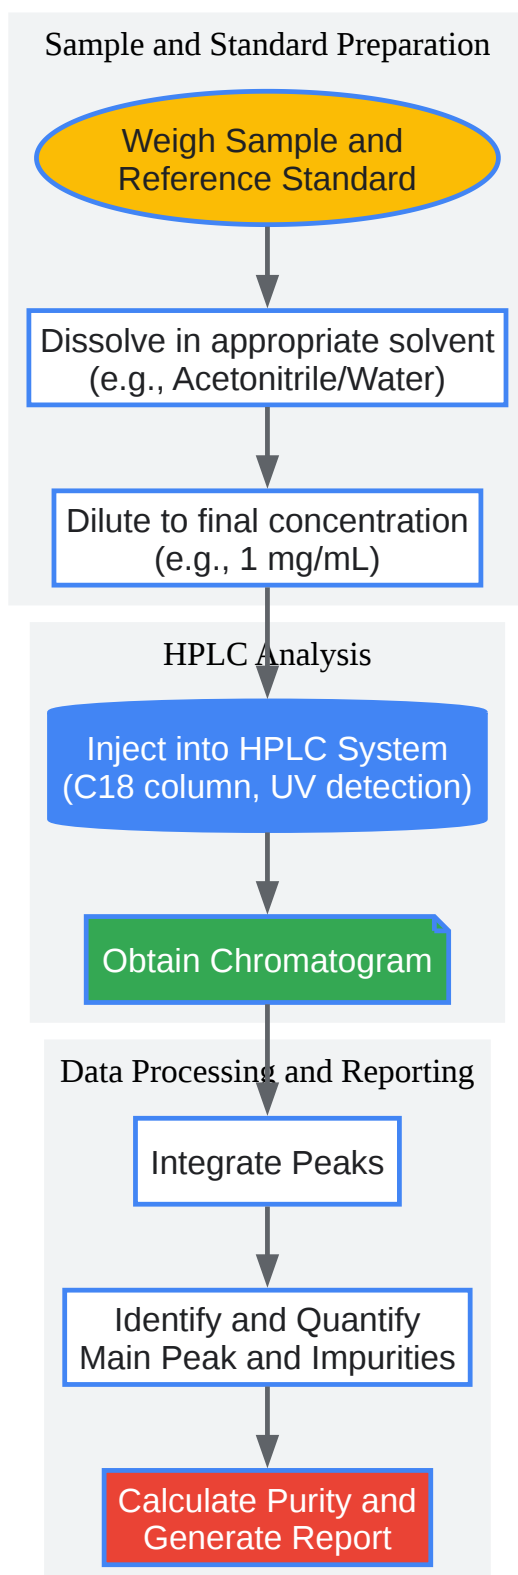 Sample and Standard Preparation
Weigh Sample and
Reference Standard
Dissolve in appropriate solvent
(e.g., Acetonitrile/Water)
Dilute to final concentration
(e.g., 1 mg/mL)
HPLC Analysis
Inject into HPLC System
(C18 column, UV detection)
Obtain Chromatogram
Data Processing and Reporting
Integrate Peaks
Identify and Quantify
Main Peak and Impurities
Calculate Purity and
Generate Report